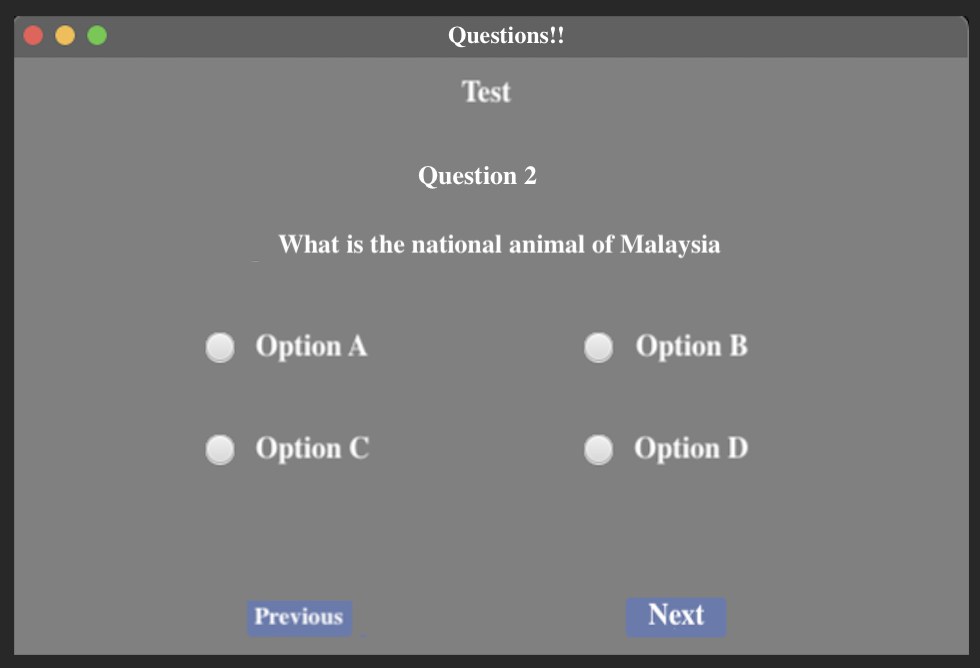 Questions!!
Test
Question 2
What is the national animal of Malaysia
Option A
Option B
Option C
Option D
Previous
Next